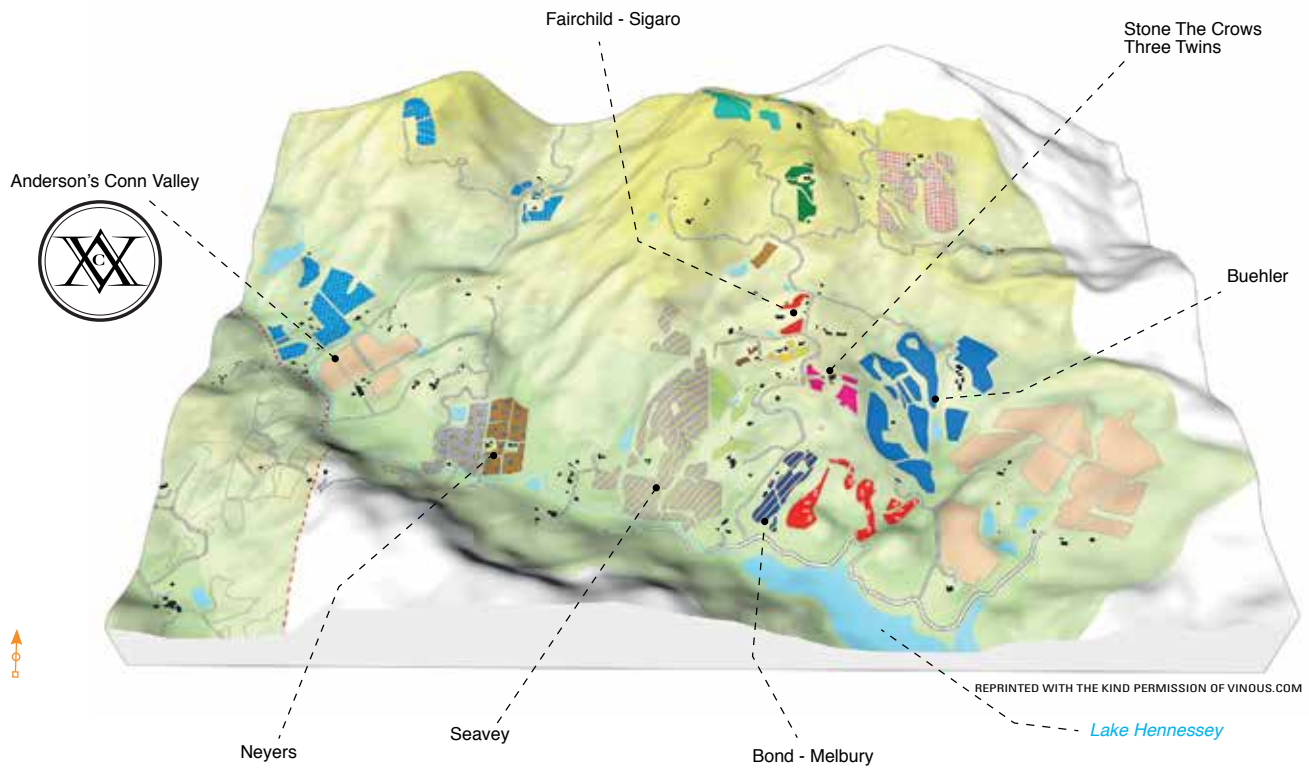 Fairchild - Sigaro
Stone The Crows
Three Twins
Anderson's Conn Valley
C
Buehler
REPRINTED WITH THE KIND PERMISSION OF VINOUS.COM
Lake Hennessey
Seavey
Neyers
Bond - Melbury